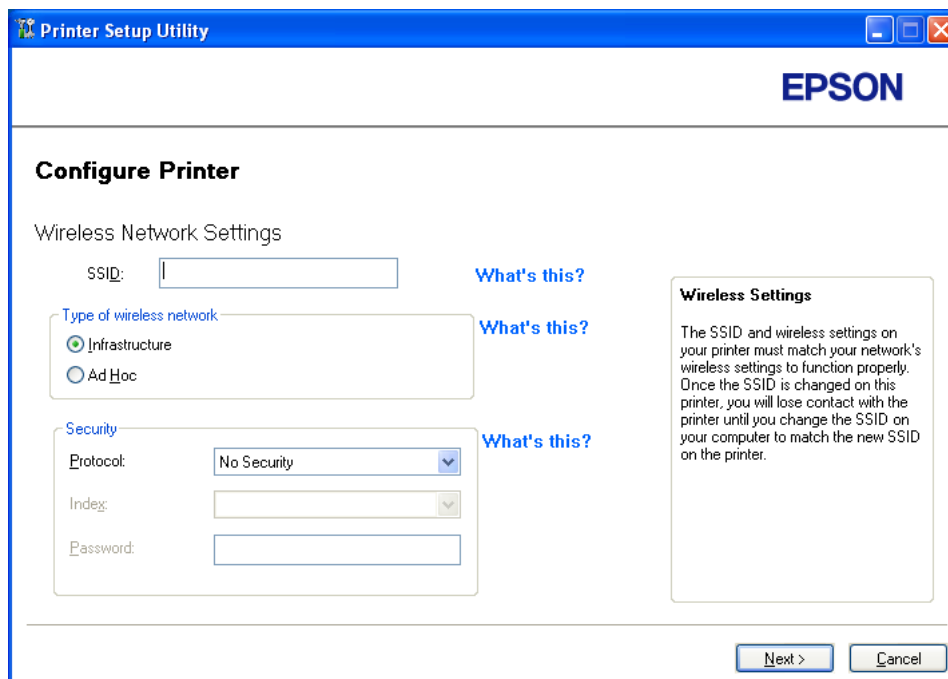 Printer Setup Utility
EPSON
Configure Printer
Wireless Network Settings
SSID:
What's this?
Type of wireless network
What's this?
Infrastructure
Ad Hoc
Security
What's this?
Protocol:
No Security
Index:
Password:
Wireless Settings
The SSID and wireless settings on
your printer must match your network's
wireless settings to function properly.
Once the SSID is changed on this
printer, you will lose contact with the
printer until you change the SSID on
your computer to match the new SSID
on the printer.
Next >
Cancel